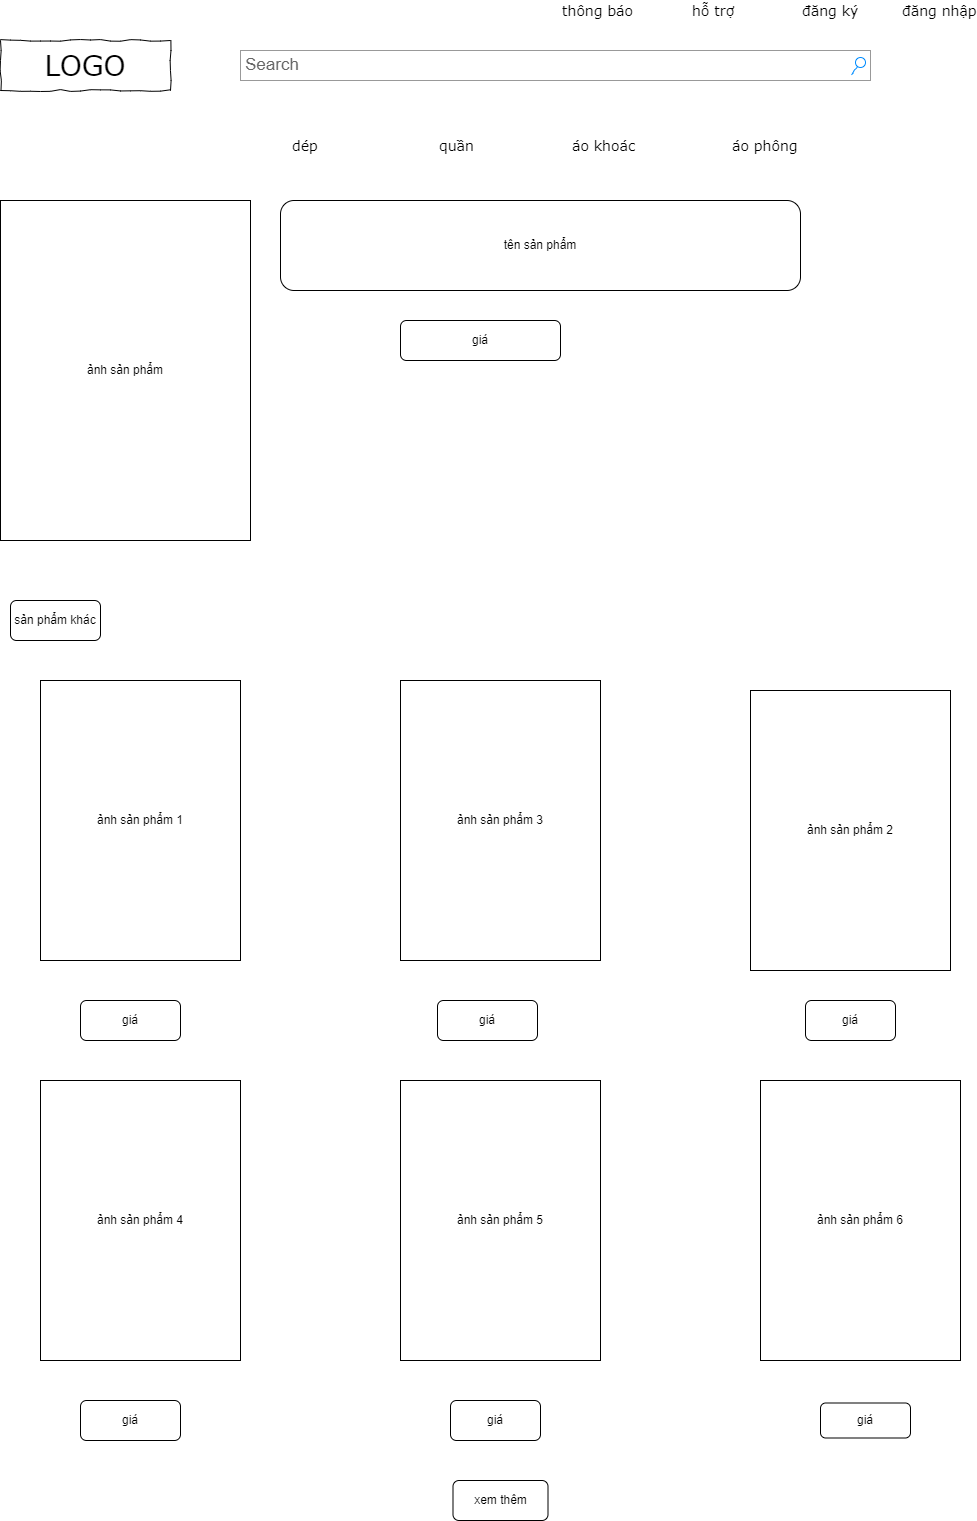 thông báo
hỗ trợ
đăng ký
đăng nhập
LOGO
Search
dép
quần
áo khoác
áo phông
tên sản phẩm
giá
ảnh sản phẩm
sản phẩm khác
ảnh sản phẩm 1
ảnh sản phẩm 3
ảnh sản phẩm 2
giá
giá
giá
ảnh sản phẩm 4
ảnh sản phẩm 5
ảnh sản phẩm 6
giá
giá
giá
xem thêm